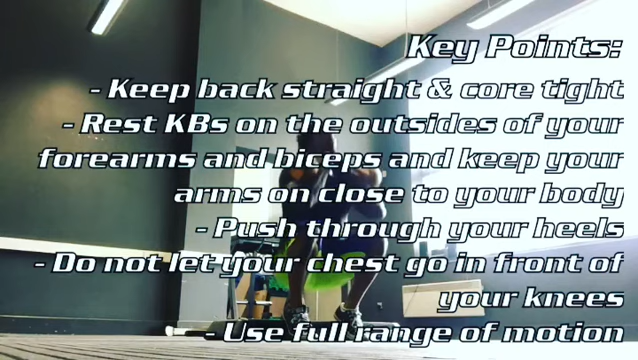 Key Points:
- Keep back straight & core tight
- Rest KBs on the outsides of your
forearms and biceps and keep your
arms on close to your body
- Push through your heels
- Do not let your chest go in front of
your knees
- Use full range of motion